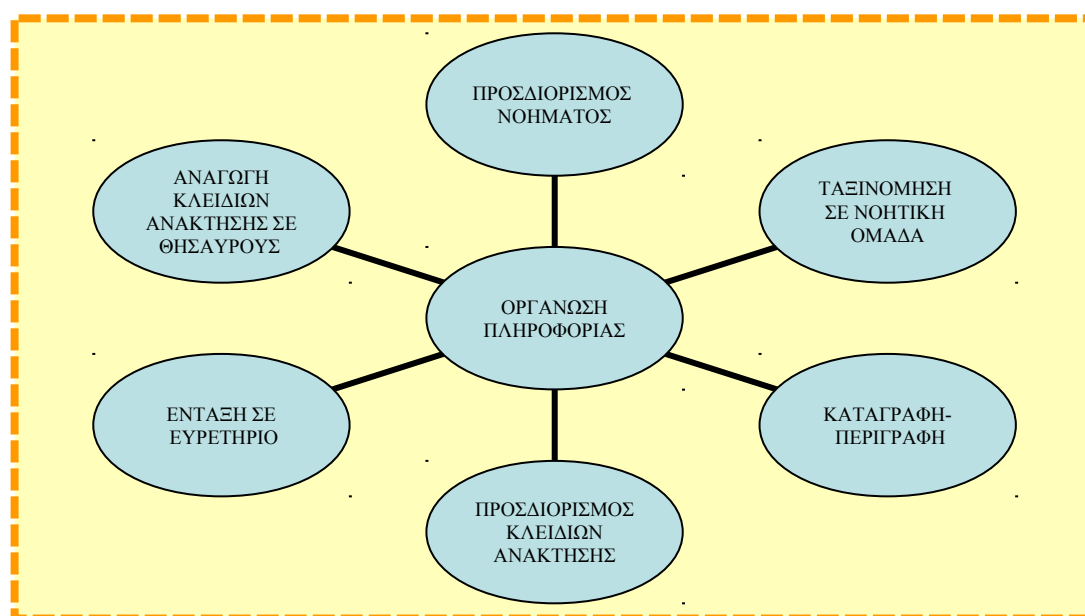 ΠΡΟΣΔΙΟΡΙΣΜΟΣ
ΝΟΗΜΑΤΟΣ
ΑΝΑΓΩΓΗ
ΚΛΕΙΔΙΩΝ
ΑΝΑΚΤΗΣΗΣ ΣΕ
ΘΗΣΑΥΡΟΥΣ
ΤΑΞΙΝΟΜΗΣΗ
ΣΕ ΝΟΗΤΙΚΗ
ΟΜΑΔΑ
ΟΡΓΑΝΩΣΗ
ΠΛΗΡΟΦΟΡΙΑΣ
ΕΝΤΑΞΗ ΣΕ
ΕΥΡΕΤΗΡΙΟ
ΚΑΤΑΓΡΑΦΗ-
ΠΕΡΙΓΡΑΦΗ
ΠΡΟΣΔΙΟΡΙΣΜΟΣ
ΚΛΕΙΔΙΩΝ
ΑΝΑΚΤΗΣΗΣ